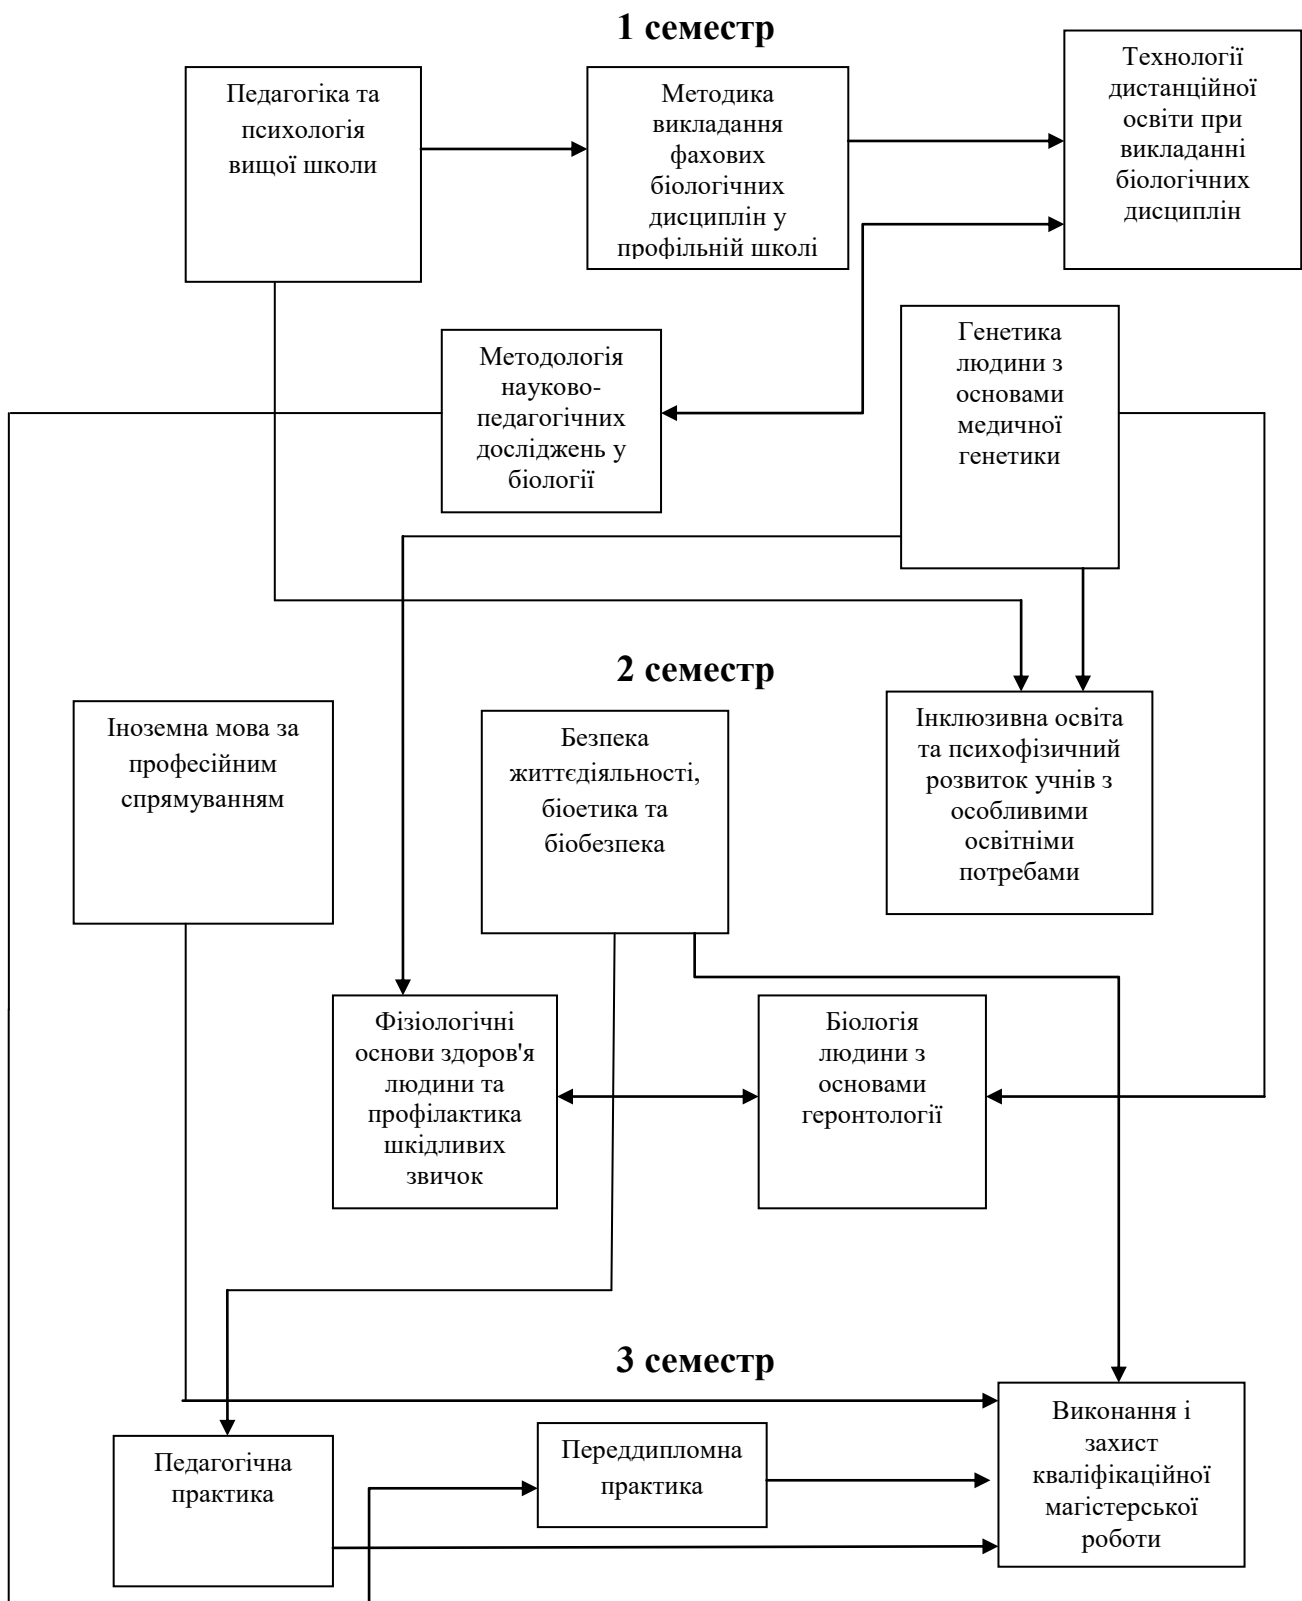 1 семестр
Педагогіка та
психологія
вищої школи
Методика
викладання
фахових
біологічних
дисциплін у
профільній школі
Технології
дистанційної
освіти при
викладанні
біологічних
дисциплін
Методологія
науково-
педагогічних
досліджень у
біології
Генетика
людини з
основами
медичної
генетики
2 семестр
Іноземна мова за
професійним
спрямуванням
Безпека
життєдіяльності,
біоетика та
біобезпека
Інклюзивна освіта
та психофізичний
розвиток учнів з
особливими
освітніми
потребами
Фізіологічні
основи здоров'я
людини та
профілактика
шкідливих
звичок
Біологія
людини з
основами
геронтології
3 семестр
Педагогічна
практика
Переддипломна
практика
Виконання і
захист
кваліфікаційної
магістерської
роботи